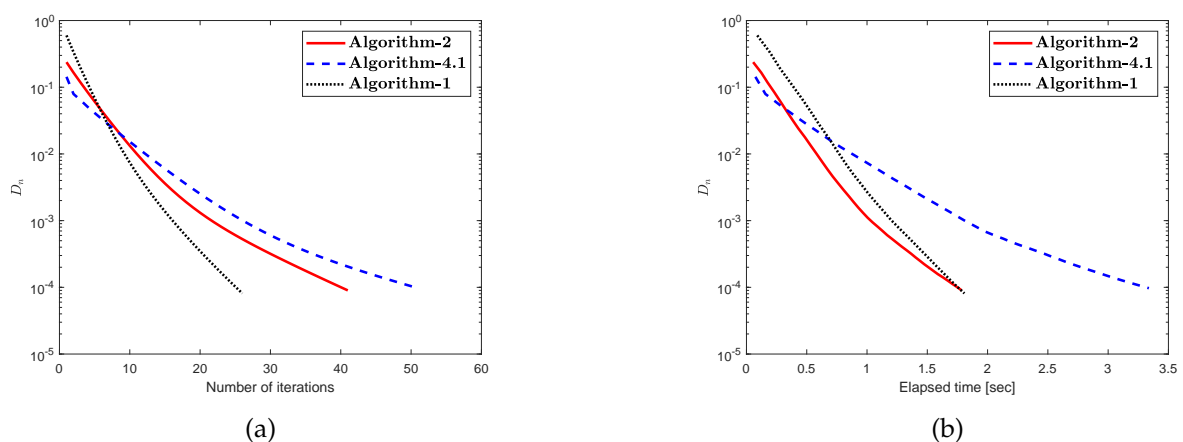 10^0
10^-1
10^-2
10^-3
10^-4
10^-5
D_n
0 10 20 30 40 50 60
Number of iterations
Algorithm-2
Algorithm-4.1
Algorithm-1
(a)
10^0
10^-1
10^-2
10^-3
10^-4
10^-5
D_n
0 0.5 1 1.5 2 2.5 3 3.5
Elapsed time [sec]
Algorithm-2
Algorithm-4.1
Algorithm-1
(b)